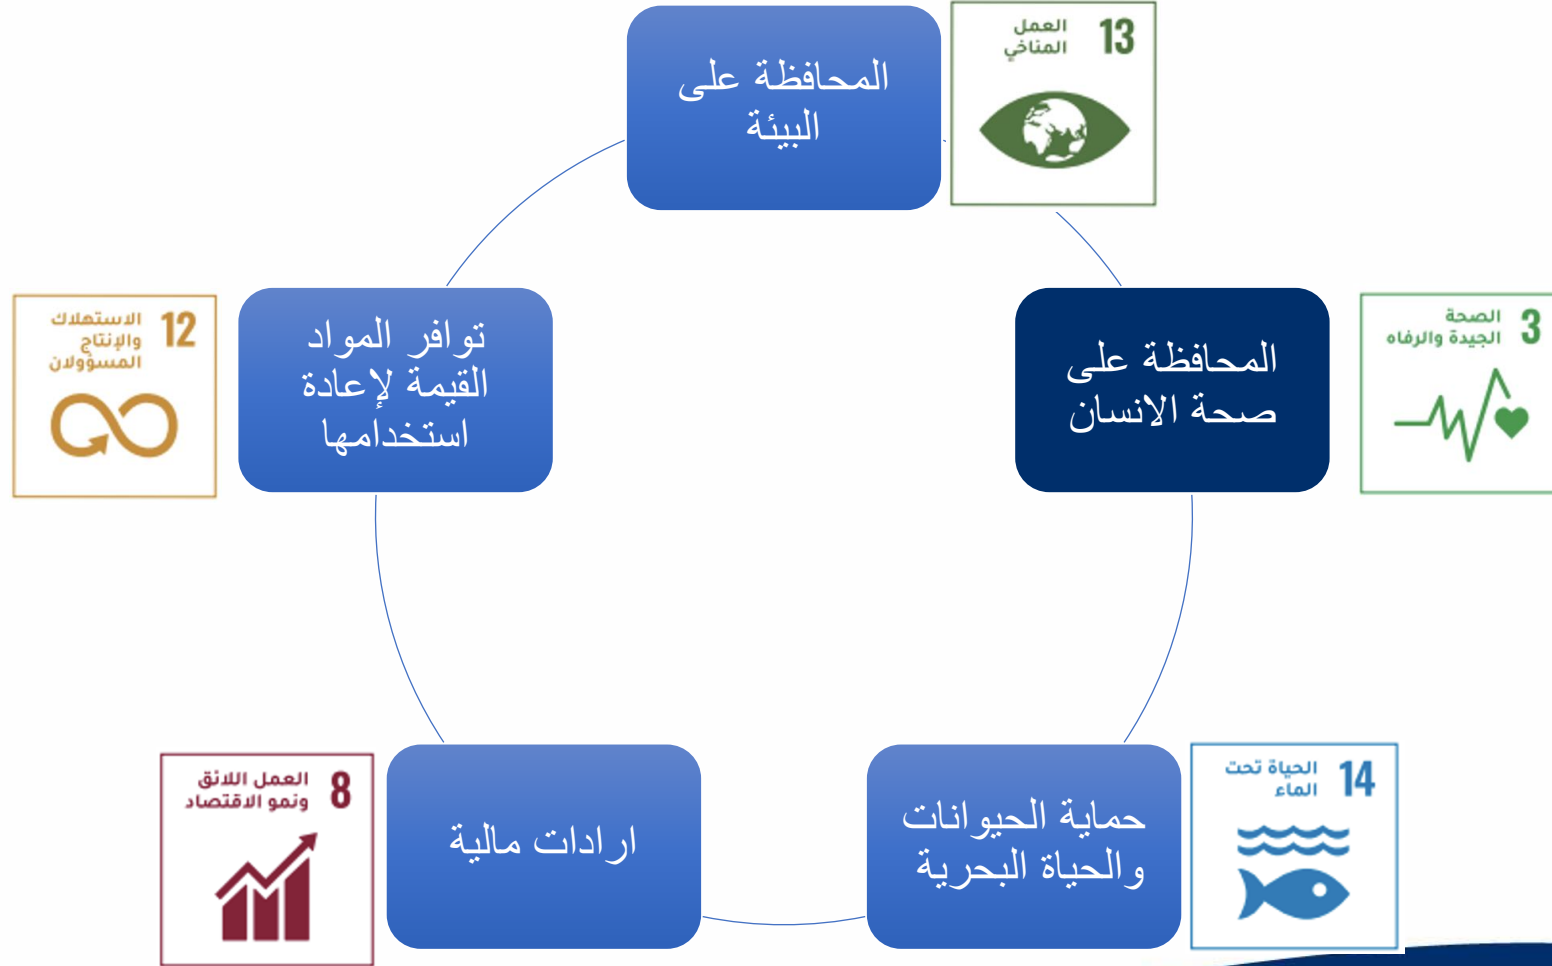 المحافظة على
البيئة
13
العمل
المناخي
المحافظة على
صحة الانسان
3
الصحة
الجيدة والرفاه
حماية الحيوانات
والحياة البحرية
14
الحياة تحت
الماء
ارادات مالية
8
العمل اللائق
ونمو الاقتصاد
توافر المواد
القيمة لإعادة
استخدامها
12
الاستهلاك
والإنتاج
المسؤولان